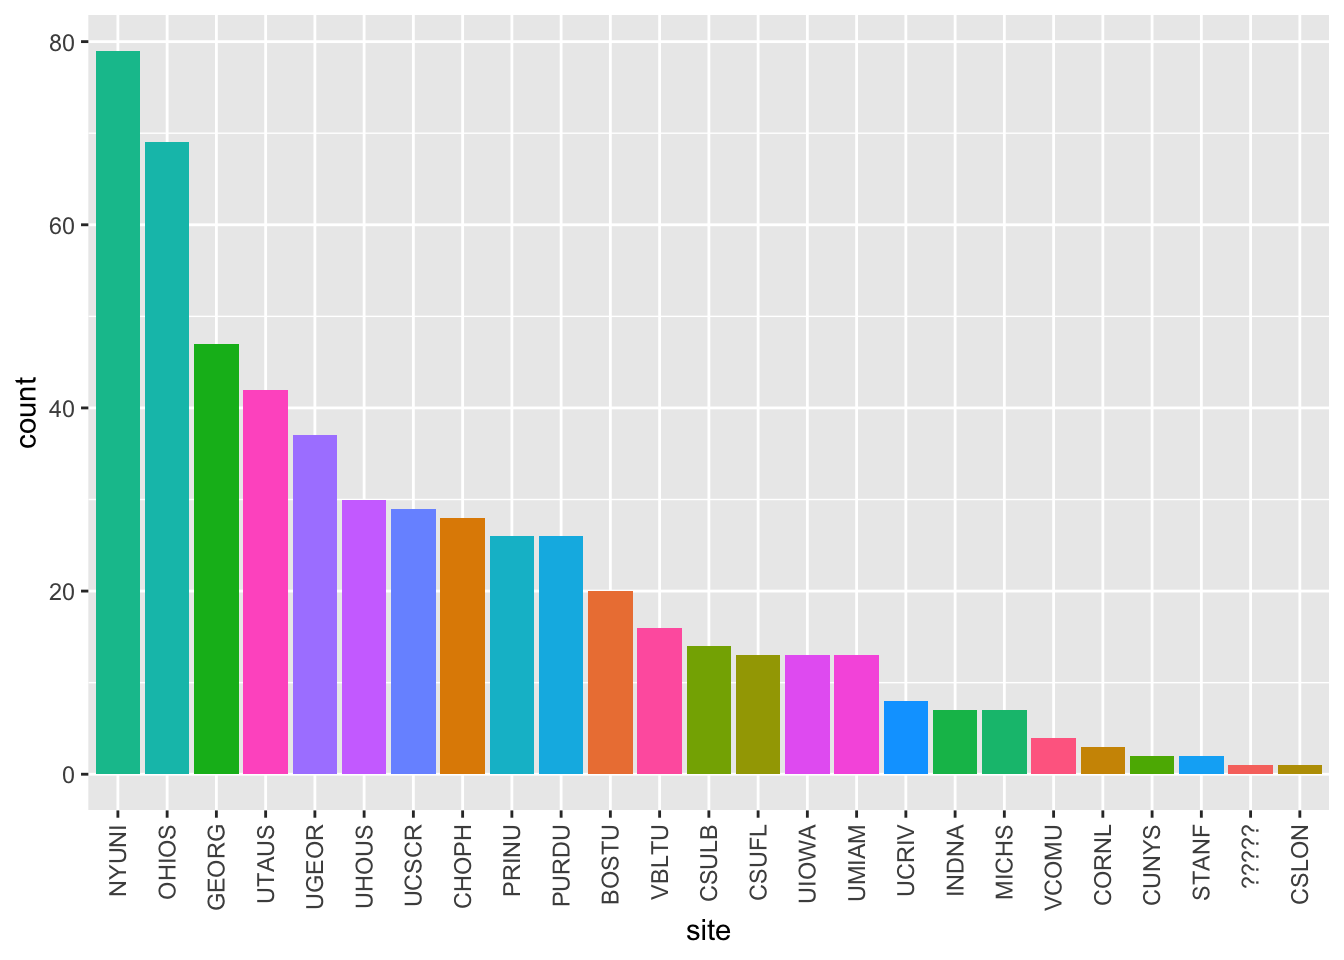 80
60
40
20
0
count
NYUNI
OHIOS
GEORG
UTAUS
UGEOR
UHOUS
UCSCR
CHOPH
PRINU
PURDU
BOSTU
VBLTU
CSULB
CSUFL
UIOWA
UMIAM
UCRIV
INDNA
MICHS
VCOMU
CORNL
CUNYS
STANF
?????
CSLON
site